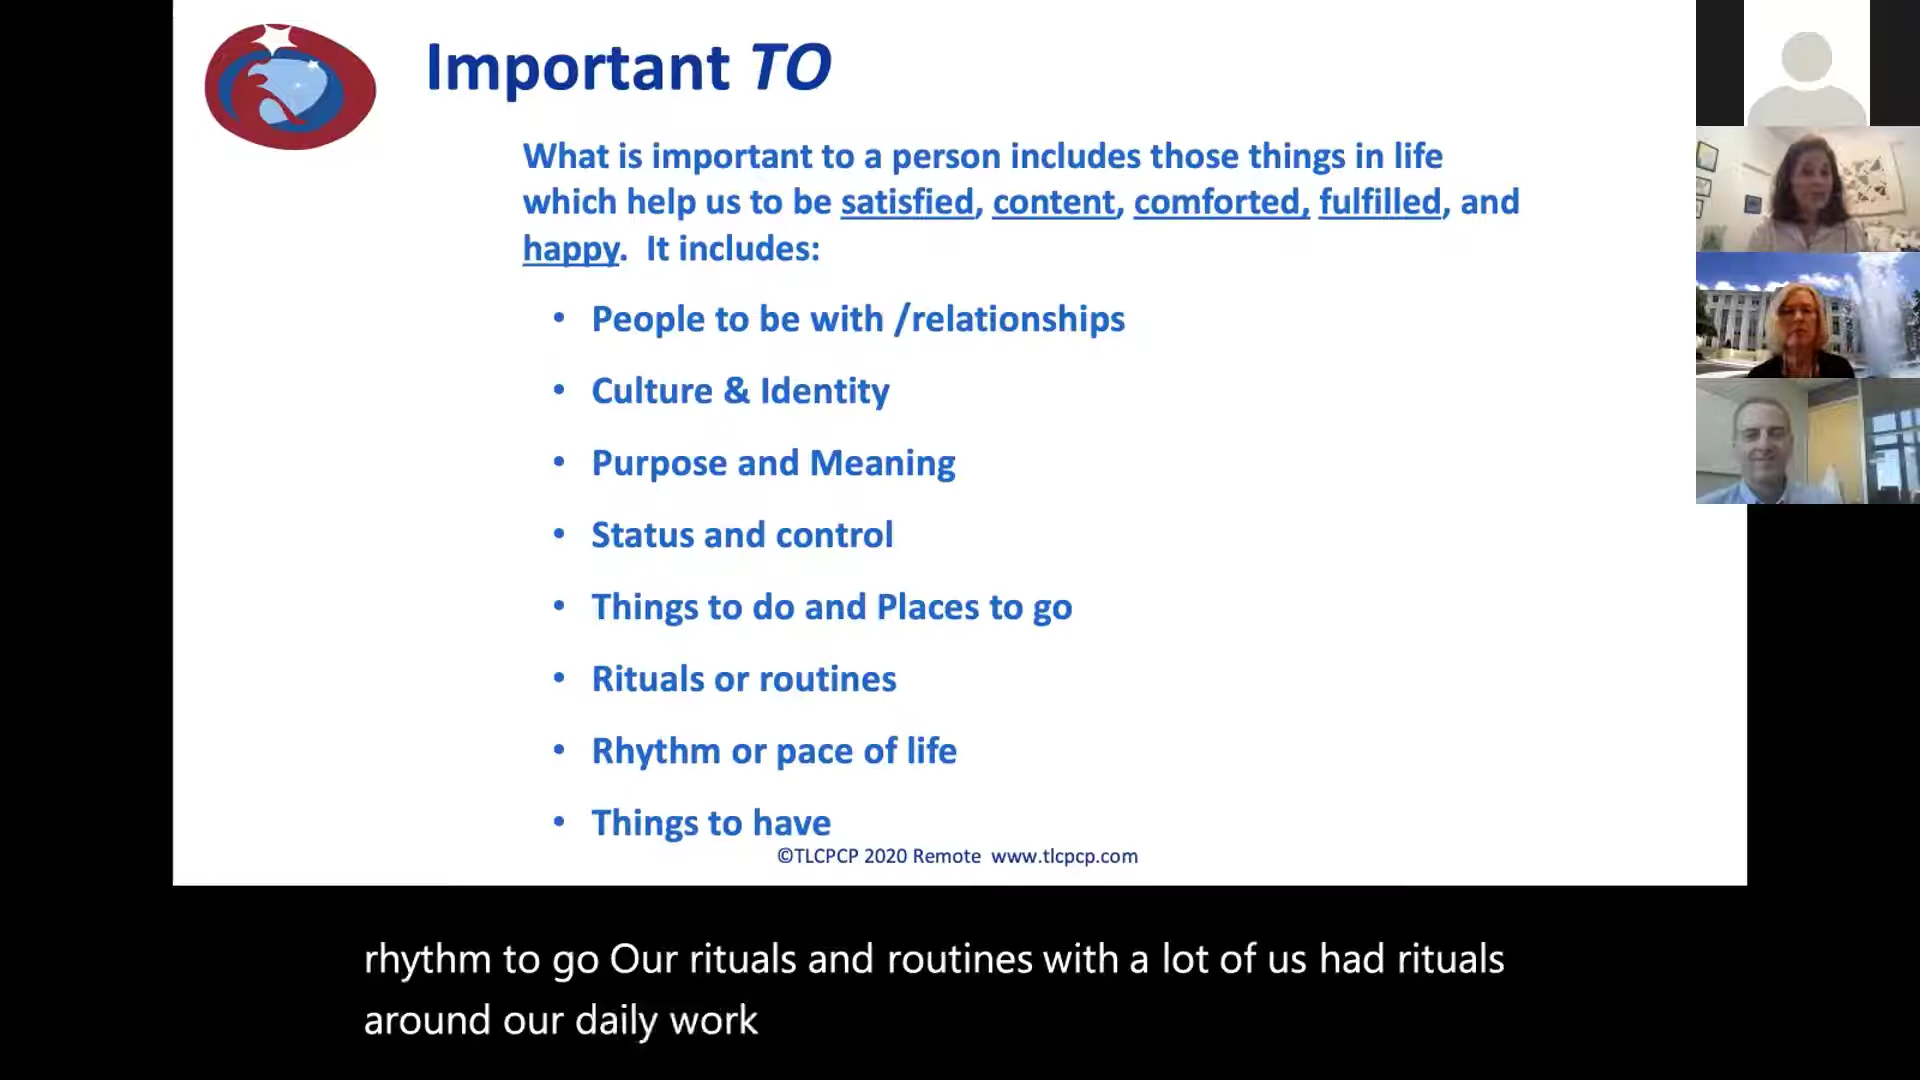 Important TO
What is important to a person includes those things in life
which help us to be satisfied, content, comforted, fulfilled, and
happy.  It includes:
• People to be with /relationships
• Culture & Identity
• Purpose and Meaning
• Status and control
• Things to do and Places to go
• Rituals or routines
• Rhythm or pace of life
• Things to have
©TLCPCP 2020 Remote  www.tlcpcp.com
rhythm to go Our rituals and routines with a lot of us had rituals
around our daily work